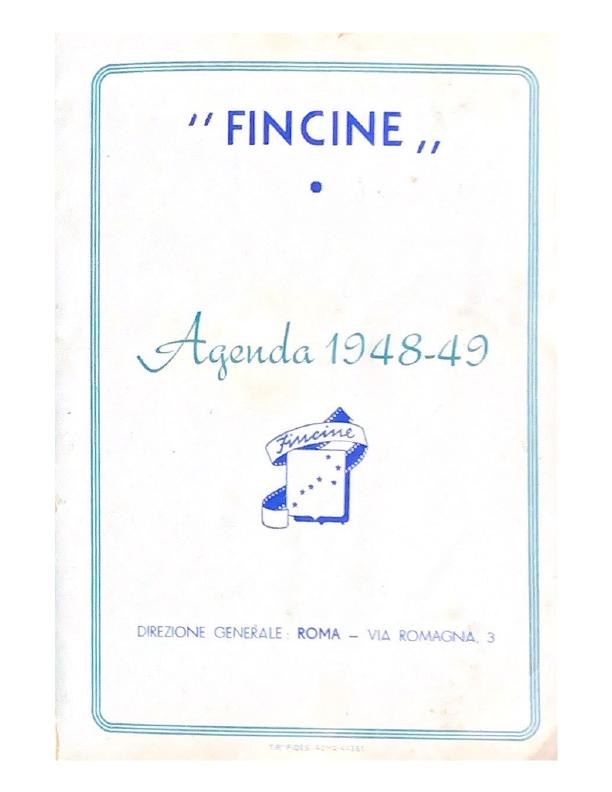 "FINCINE„
Agenda 1948-49
Fincine
DIREZIONE GENERALE: ROMA – VIA ROMAGNA, 3